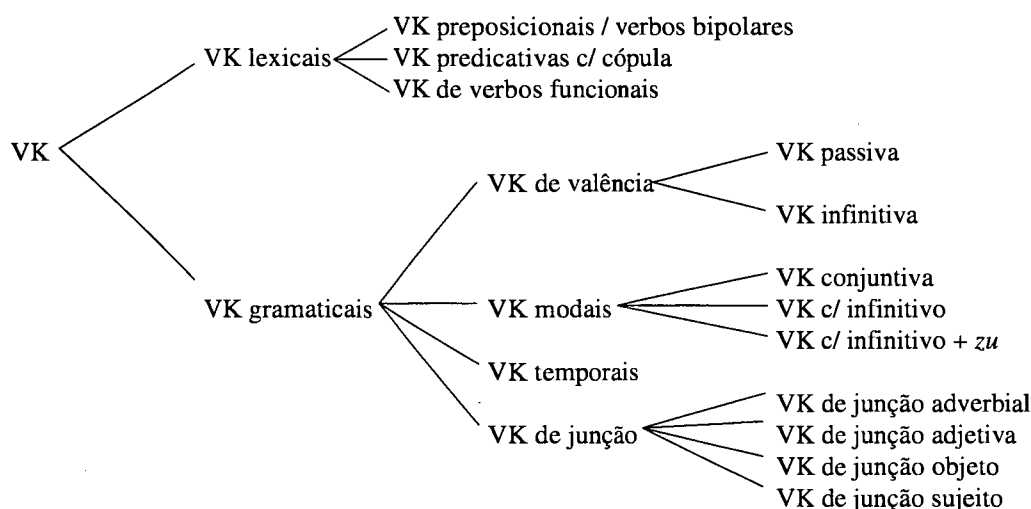 VK preposicionais / verbos bipolares
VK lexicais
VK predicativas c/ cópula
VK de verbos funcionais
VK
VK passiva
VK de valência
VK infinitiva
VK conjuntiva
VK gramaticais
VK modais
VK c/ infinitivo
VK c/ infinitivo + zu
VK temporais
VK de junção adverbial
VK de junção
VK de junção adjetiva
VK de junção objeto
VK de junção sujeito